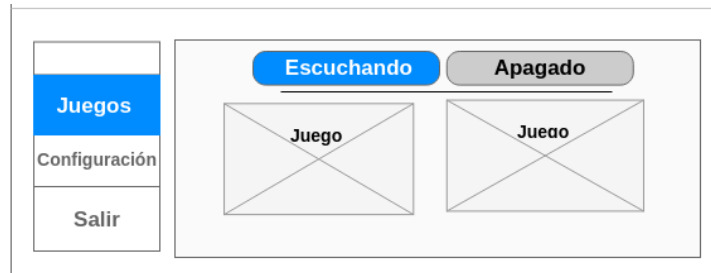 Escuchando
Apagado
Juegos
Configuración
Salir
Juego
Juego